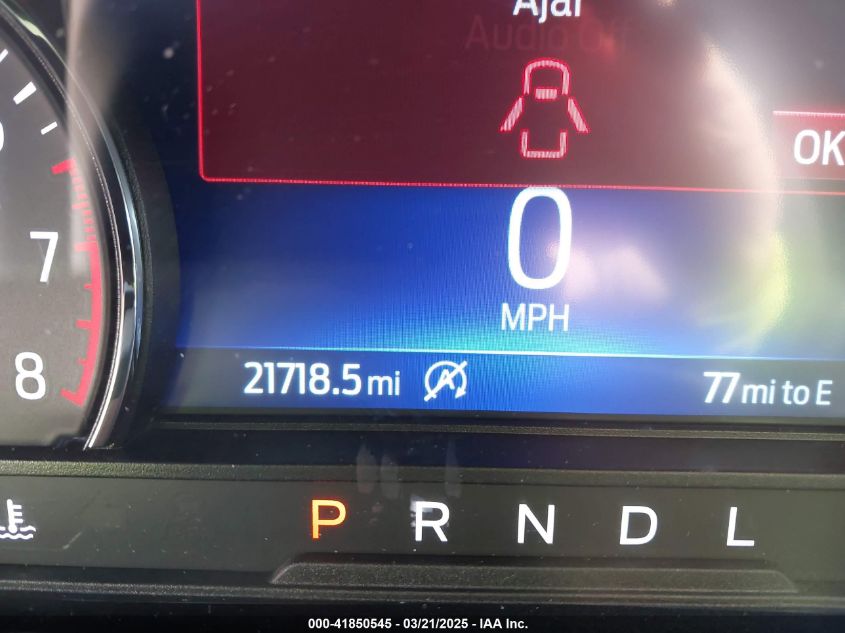 Ajar
Audio Off
OK
0
MPH
7
8
21718.5 mi
77 mi to E
P R N D L
000-41850545 - 03/21/2025 - IAA Inc.